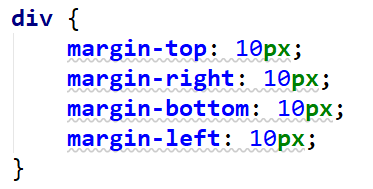 div {
    margin-top: 10px;
    margin-right: 10px;
    margin-bottom: 10px;
    margin-left: 10px;
}